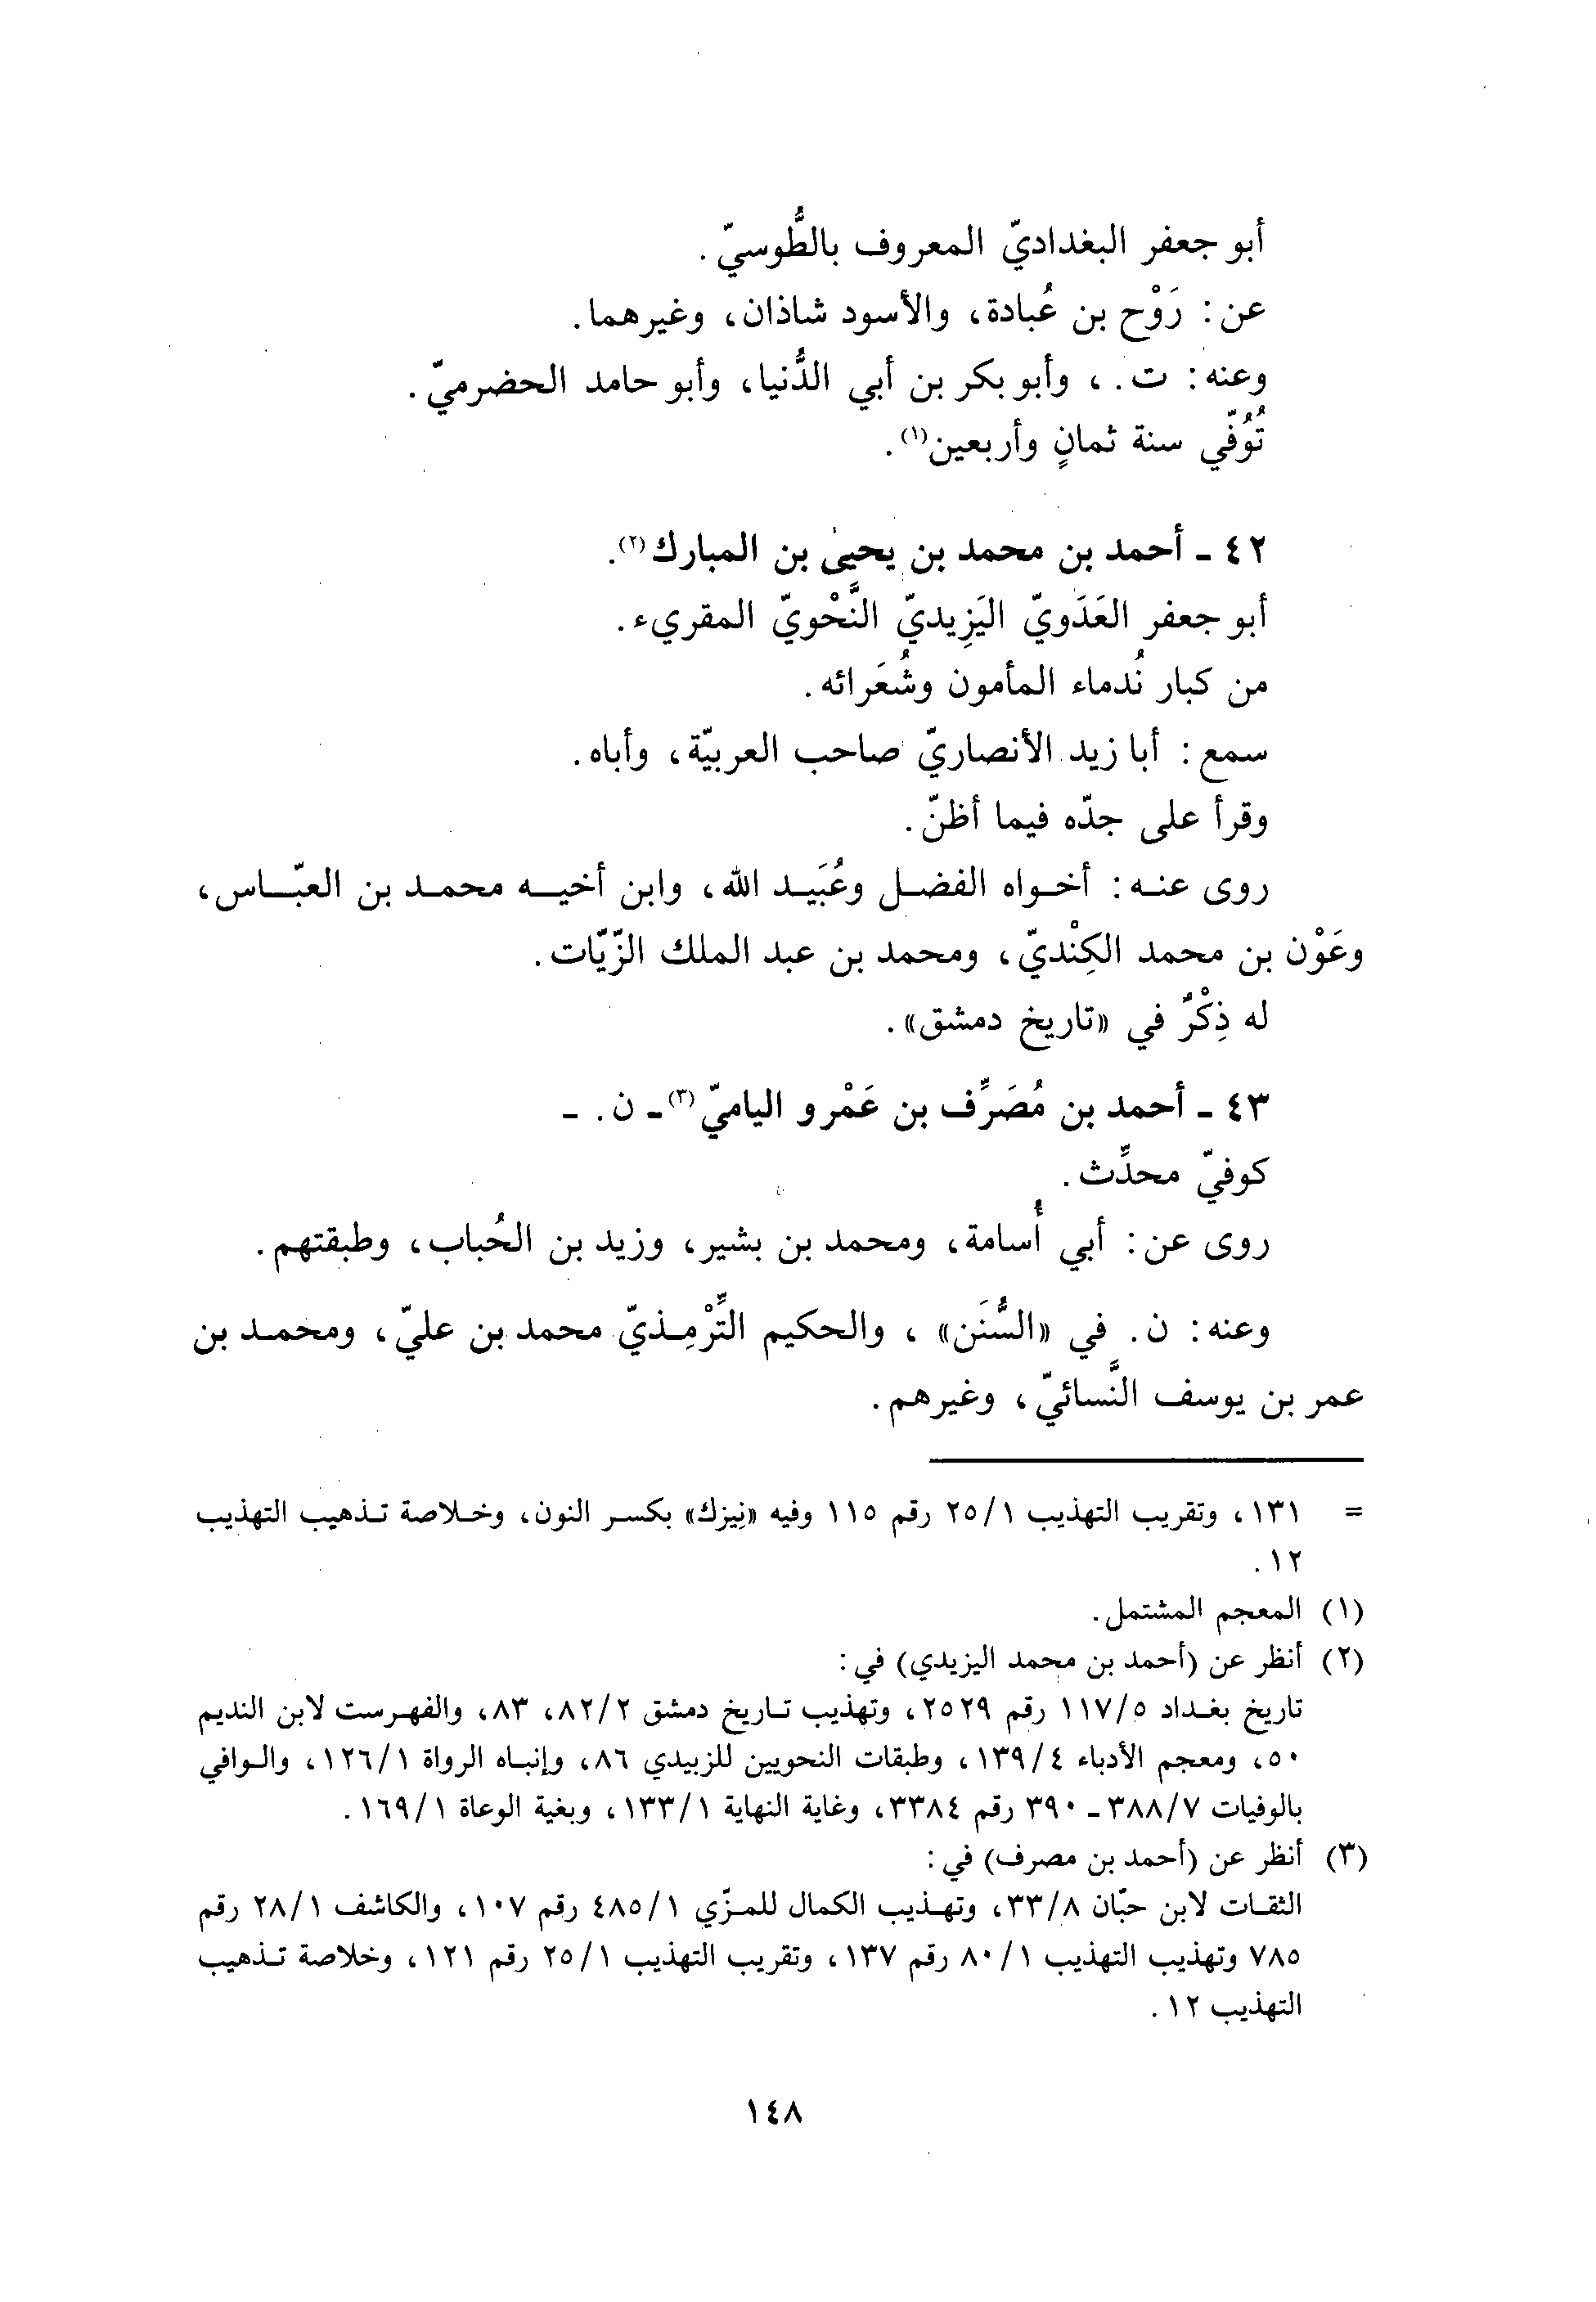 أبو جعفر البغداديّ المعروف بالطُّوسيّ.
عن: رَوْح بن عُبادة، والأسود شاذان، وغيرهما.
وعنه: ت.، وأبو بكر بن أبي الدُّنيا، وأبو حامد الحضرميّ.
تُوُفّي سنة ثمانٍ وأربعين(١).
٤٢ - أحمد بن محمد بن يحيىٰ بن المبارك(٢).
أبو جعفر العَدَويّ اليَزِيديّ النَّحْويّ المقريء.
من كبار نُدماء المأمون وشُعَرائه.
سمع: أبا زيد الأنصاريّ صاحب العربيّة، وأباه.
وقرأ على جدّه فيما أظنّ.
روى عنه: أخواه الفضل وعُبَيد الله، وابن أخيه محمد بن العبّاس،
وعَوْن بن محمد الكِنْديّ، ومحمد بن عبد الملك الزّيّات.
له ذِكْرٌ في «تاريخ دمشق».
٤٣ - أحمد بن مُصَرِّف بن عَمْرو الياميّ(٣) - ن. -
كوفيّ محدِّث.
روى عن: أبي أُسامة، ومحمد بن بشير، وزيد بن الحُباب، وطبقتهم.
وعنه: ن. في «السُّنَن»، والحكيم التِّرْمِذيّ محمد بن عليّ، ومحمد بن
عمر بن يوسف النَّسائيّ، وغيرهم.
= ١٣١، وتقريب التهذيب ٢٥/١ رقم ١١٥ وفيه «نِيزك» بكسر النون، وخلاصة تذهيب التهذيب
١٢.
(١) المعجم المشتمل.
(٢) أنظر عن (أحمد بن محمد اليزيدي) في:
تاريخ بغداد ١١٧/٥ رقم ٢٥٢٩، وتهذيب تاريخ دمشق ٨٢/٢، ٨٣، والفهرست لابن النديم
٥٠، ومعجم الأدباء ١٣٩/٤، وطبقات النحويين للزبيدي ٨٦، وإنباه الرواة ١٢٦/١، والوافي
بالوفيات ٣٨٨/٧ - ٣٩٠ رقم ٣٣٨٤، وغاية النهاية ١٣٣/١، وبغية الوعاة ١٦٩/١.
(٣) أنظر عن (أحمد بن مصرف) في:
الثقات لابن حبّان ٣٣/٨، وتهذيب الكمال للمزّي ٤٨٥/١ رقم ١٠٧، والكاشف ٢٨/١ رقم
٧٨٥ وتهذيب التهذيب ٨٠/١ رقم ١٣٧، وتقريب التهذيب ٢٥/١ رقم ١٢١، وخلاصة تذهيب
التهذيب ١٢.
١٤٨